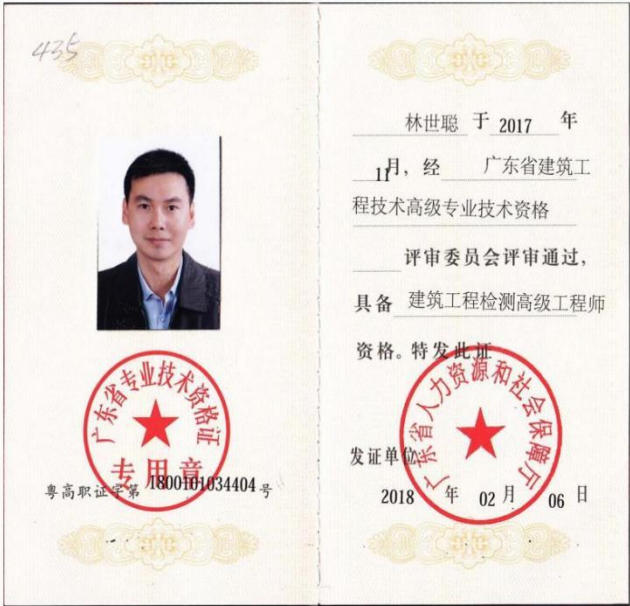 435
广东省专业技术资格证
专用章
粤高职证字第 1800101034404 号
林世聪 于 2017 年
11月，经 广东省建筑工
程技术高级专业技术资格
评审委员会评审通过，
具备 建筑工程检测高级工程师
资格。特发此证
广东省人力资源和社会保障厅
发证单位
2018 年 02 月 06 日